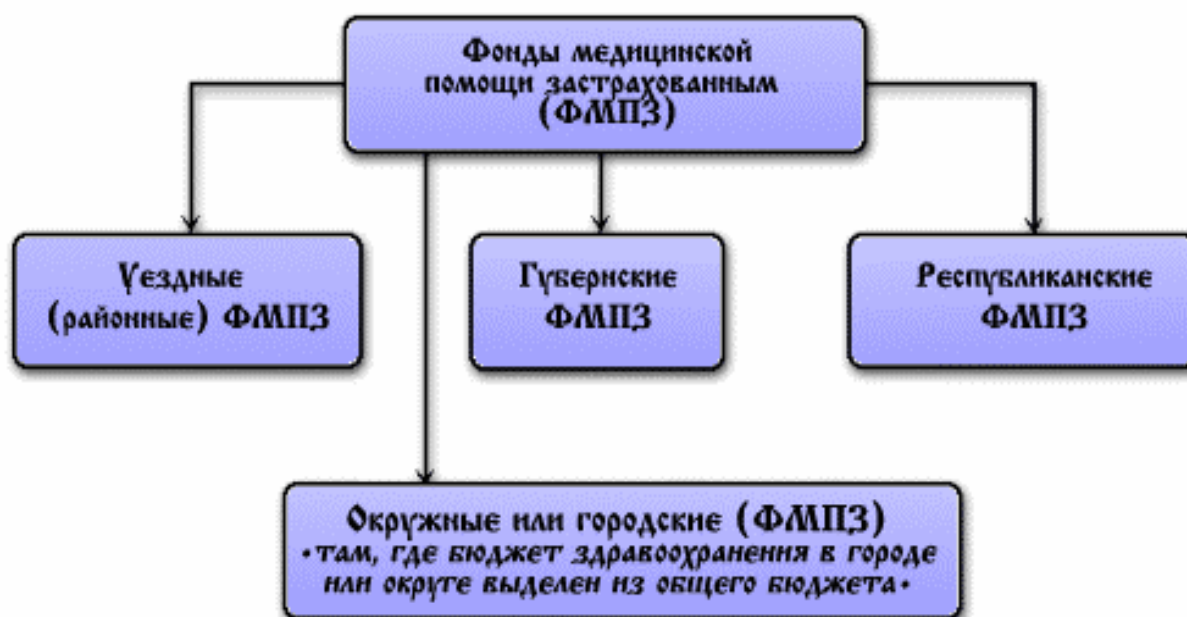 Фонды медицинской
помощи застрахованным
(ФМПЗ)
Уездные
(районные) ФМПЗ
Губернские
ФМПЗ
Республиканские
ФМПЗ
Окружные или городские (ФМПЗ)
•там, где бюджет здравоохранения в городе
или округе выделен из общего бюджета•